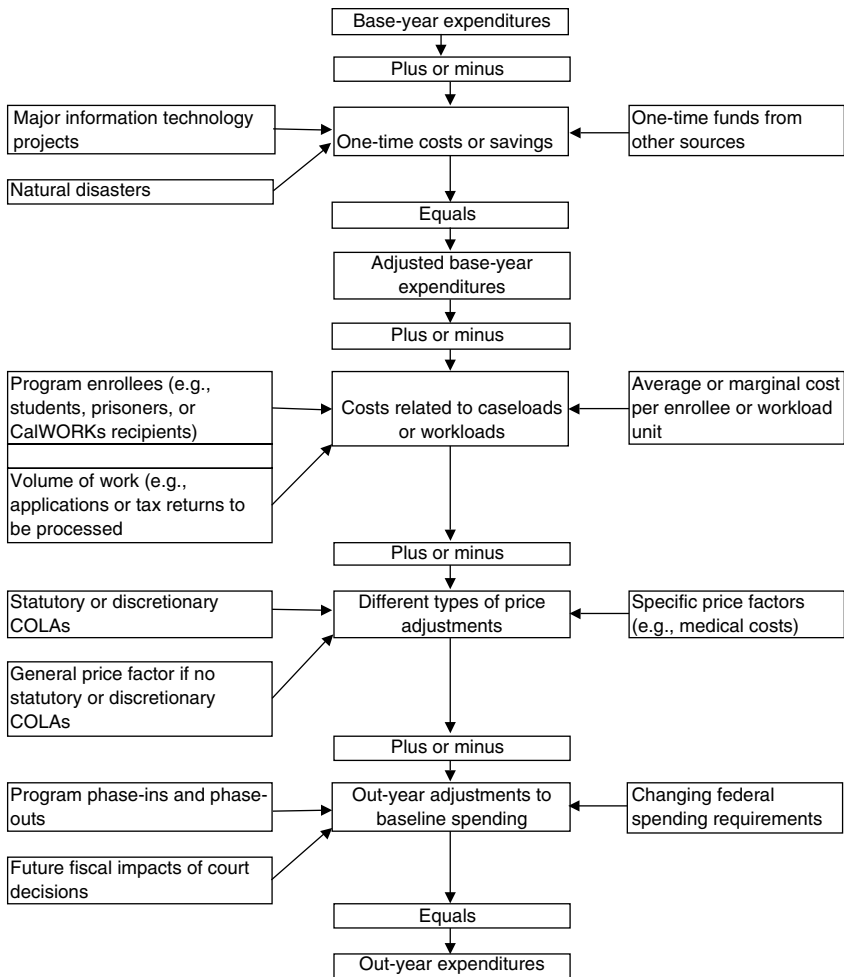 Base-year expenditures
Plus or minus
Major information technology
projects
One-time costs or savings
One-time funds from
other sources
Natural disasters
Equals
Adjusted base-year
expenditures
Plus or minus
Program enrollees (e.g.,
students, prisoners, or
CalWORKs recipients)
Costs related to caseloads
or workloads
Average or marginal cost
per enrollee or workload
unit
Volume of work (e.g.,
applications or tax returns to
be processed
Plus or minus
Statutory or discretionary
COLAs
Different types of price
adjustments
Specific price factors
(e.g., medical costs)
General price factor if no
statutory or discretionary
COLAs
Plus or minus
Program phase-ins and phase-
outs
Out-year adjustments to
baseline spending
Changing federal
spending requirements
Future fiscal impacts of court
decisions
Equals
Out-year expenditures